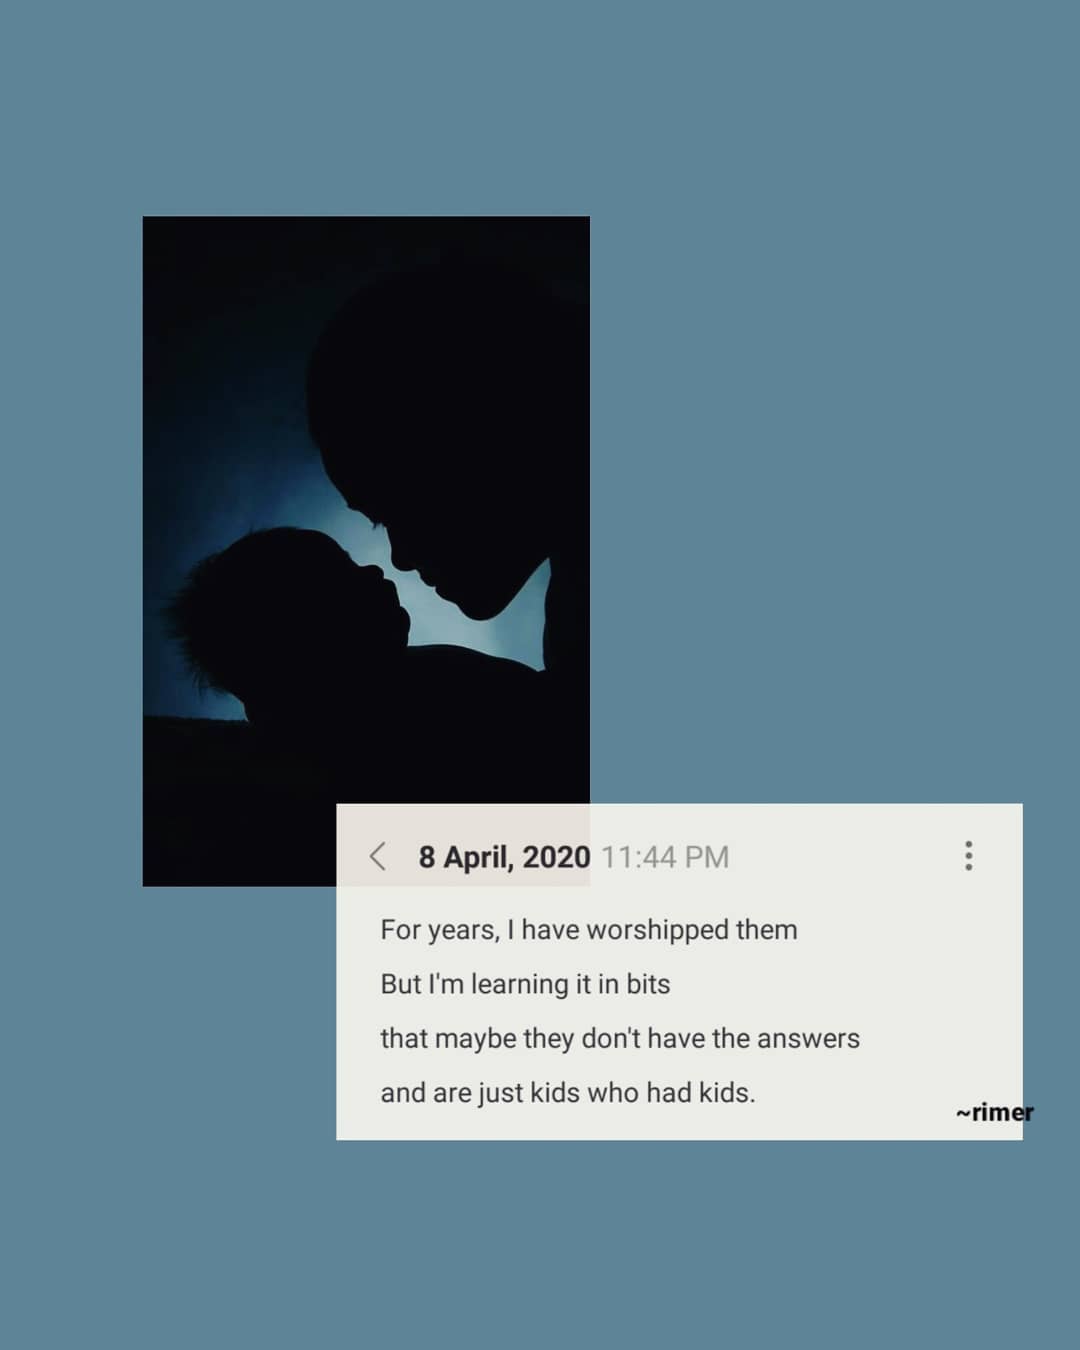 8 April, 2020 11:44 PM
For years, I have worshipped them
But I'm learning it in bits
that maybe they don't have the answers
and are just kids who had kids.
~rimer